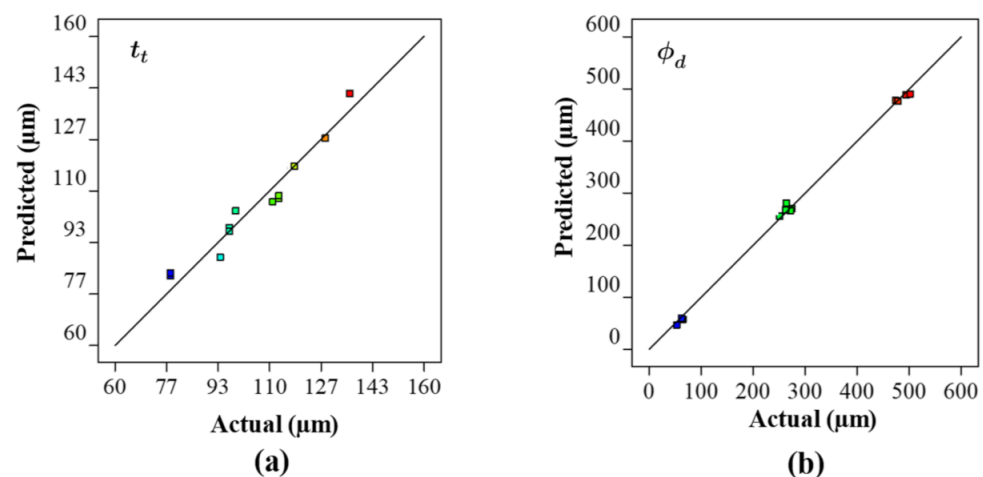 160
143
127
110
93
77
60
t_t
Predicted (μm)
60 77 93 110 127 143 160
Actual (μm)
(a)
600
500
400
300
200
100
0
ϕ_d
Predicted (μm)
0 100 200 300 400 500 600
Actual (μm)
(b)